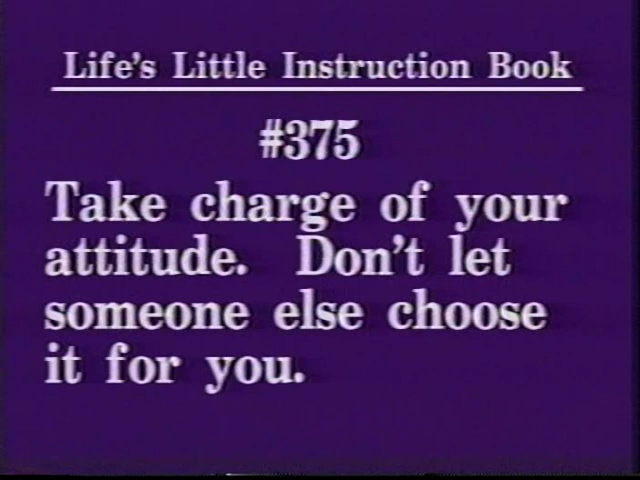 Life's Little Instruction Book
#375
Take charge of your
attitude. Don't let
someone else choose
it for you.